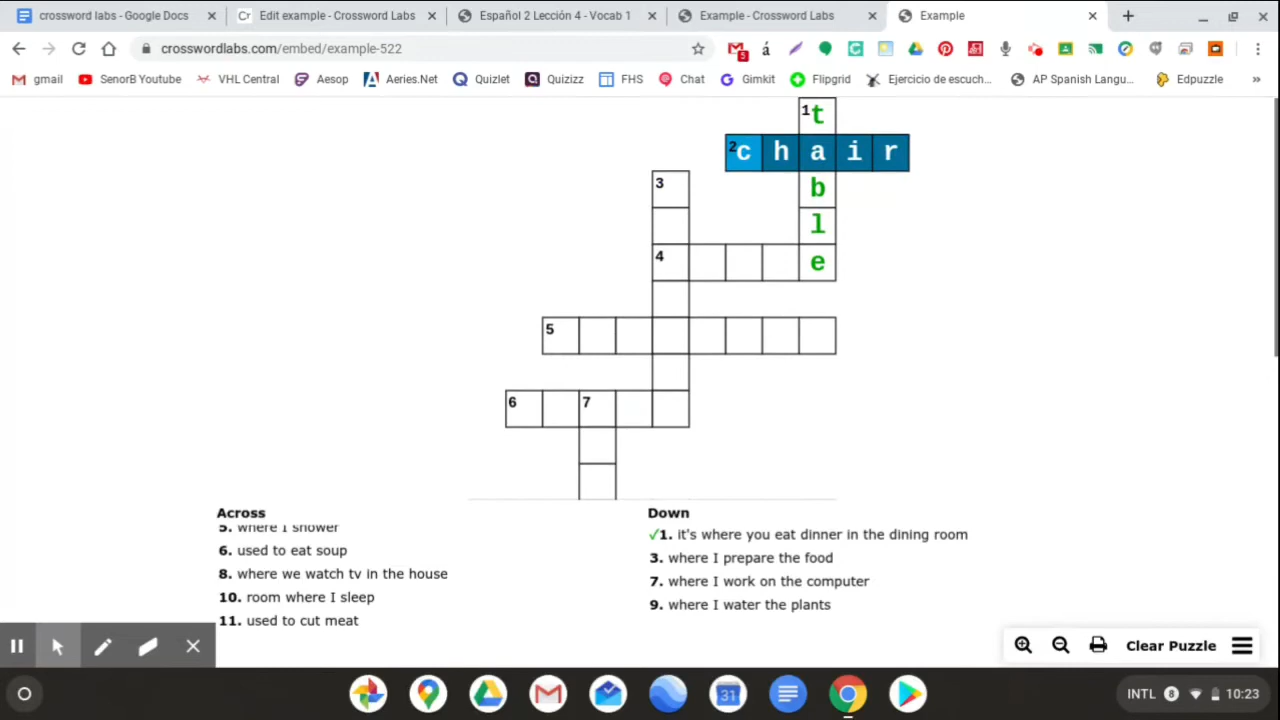 crossword labs - Google Docs
Edit example - Crossword Labs
Español 2 Lección 4 - Vocab 1
Example - Crossword Labs
Example
crosswordlabs.com/embed/example-522
5
á
gmail
SenorB Youtube
VHL Central
Aesop
Aeries.Net
Quizlet
Quizizz
FHS
Chat
Gimkit
Flipgrid
Ejercicio de escuch...
AP Spanish Langu...
Edpuzzle
»
1 t
2 c h a i r
3 b
l
4 e
5
6 7
Across
5. where I shower
6. used to eat soup
8. where we watch tv in the house
10. room where I sleep
11. used to cut meat
Down
✓1. it's where you eat dinner in the dining room
3. where I prepare the food
7. where I work on the computer
9. where I water the plants
Clear Puzzle
31
INTL 8 10:23